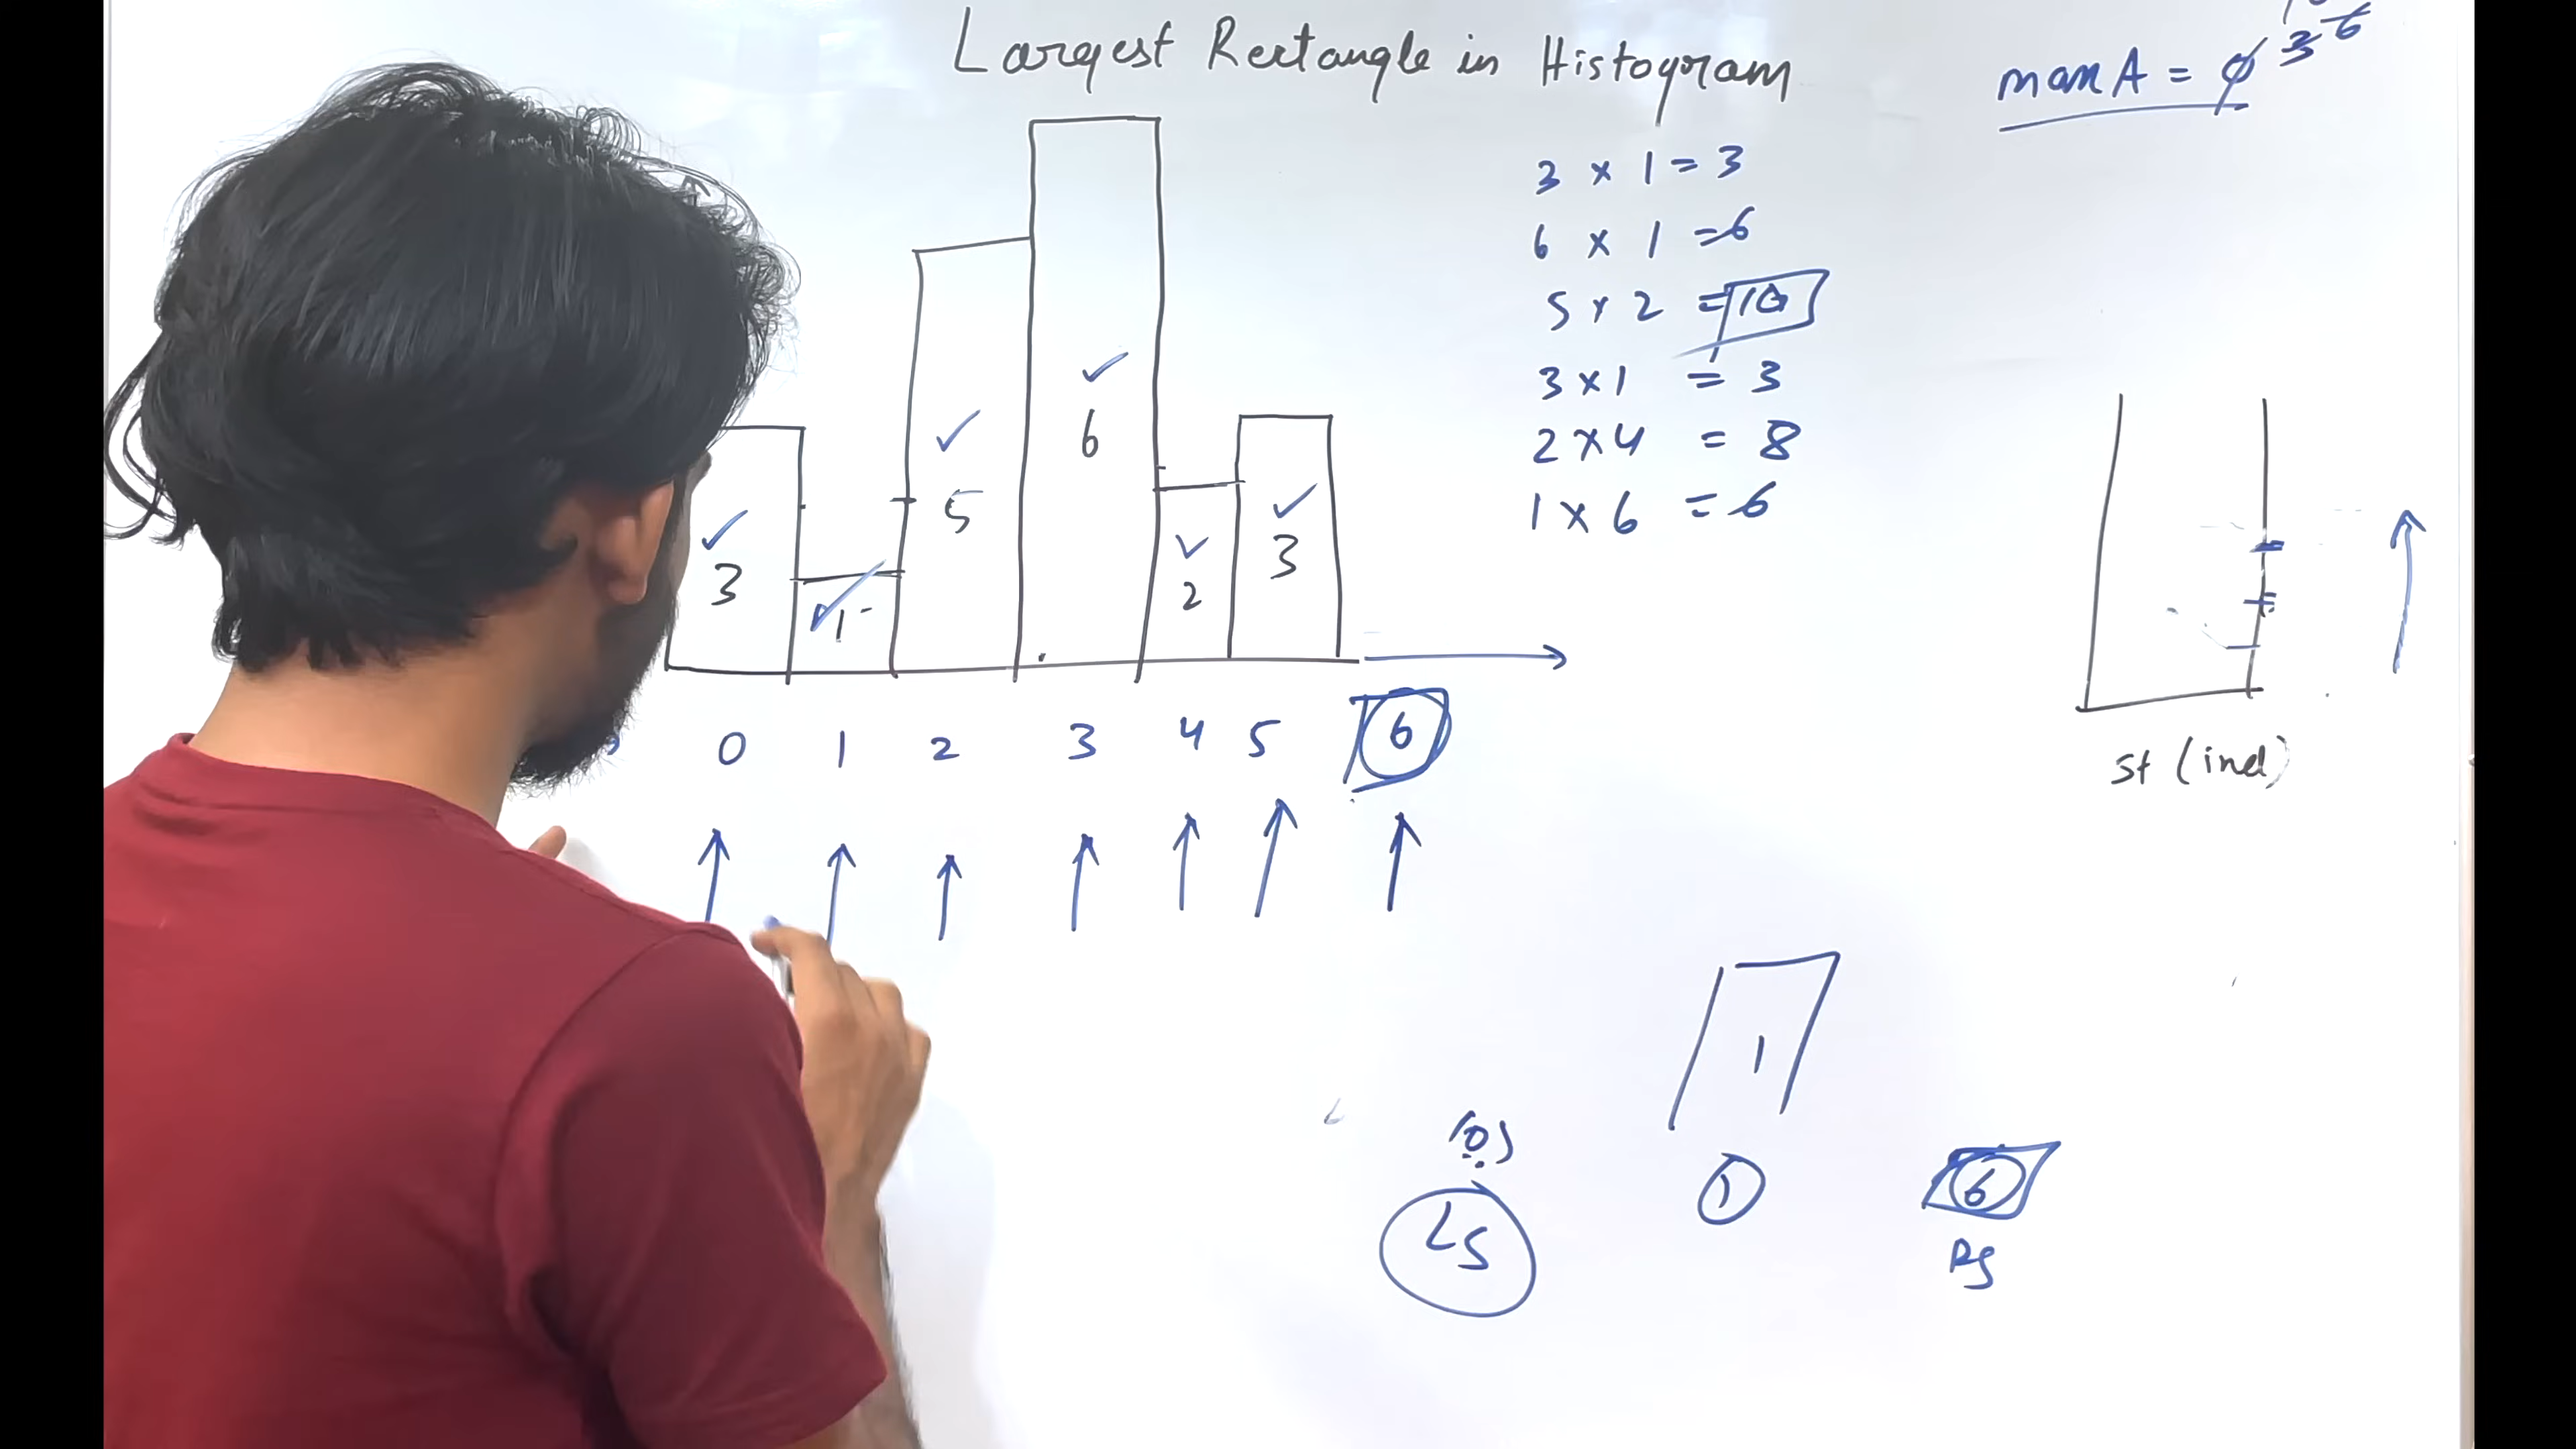 Largest Rectangle in Histogram
maxA = 0 3 6
3 × 1 = 3
6 × 1 = 6
5 × 2 = 10
3 × 1 = 3
2 × 4 = 8
1 × 6 = 6
3 1 5 6 2 3
0 1 2 3 4 5 6
st (ind)
1
(0)
1 6
LS
RS